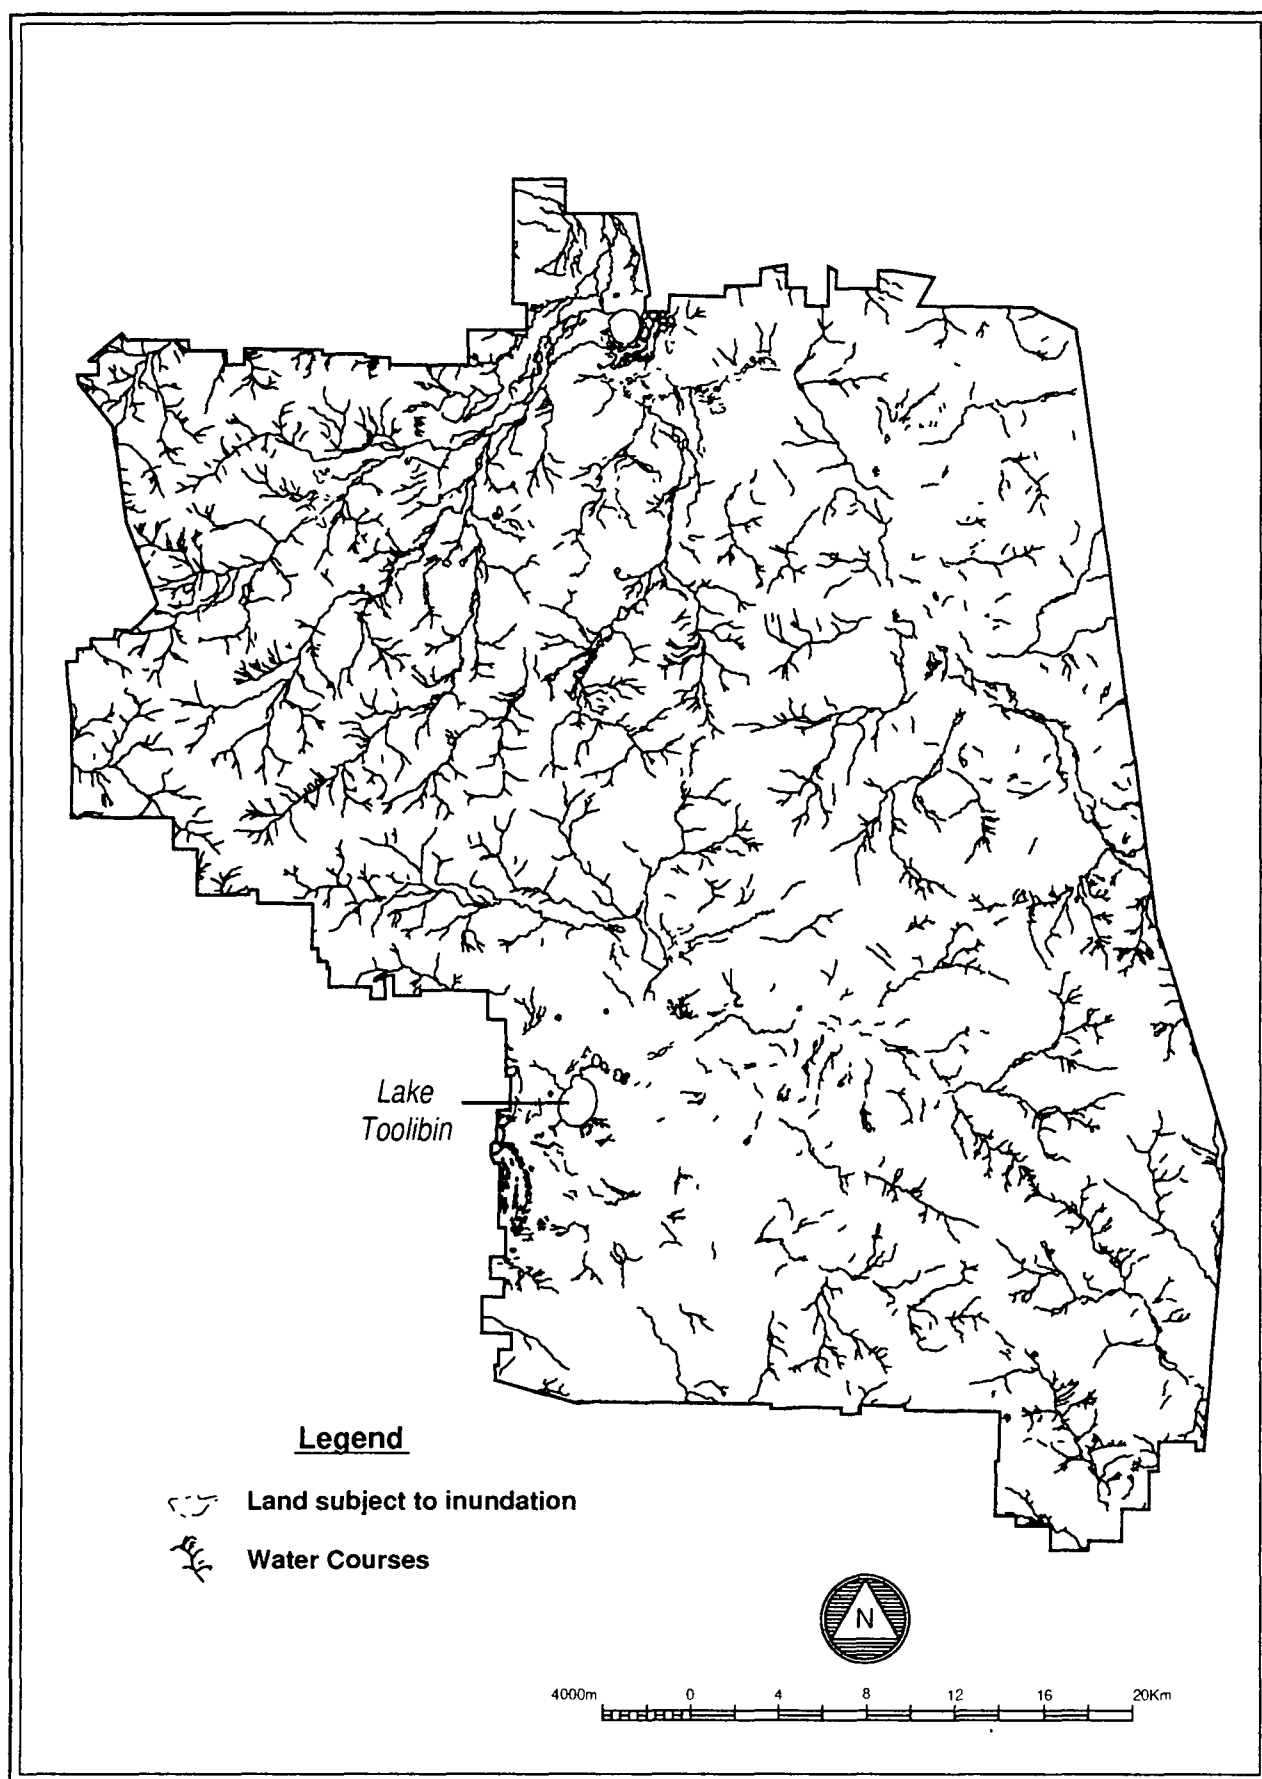 Lake
Toolibin
Legend
Land subject to inundation
Water Courses
N
4000m 0 4 8 12 16 20Km